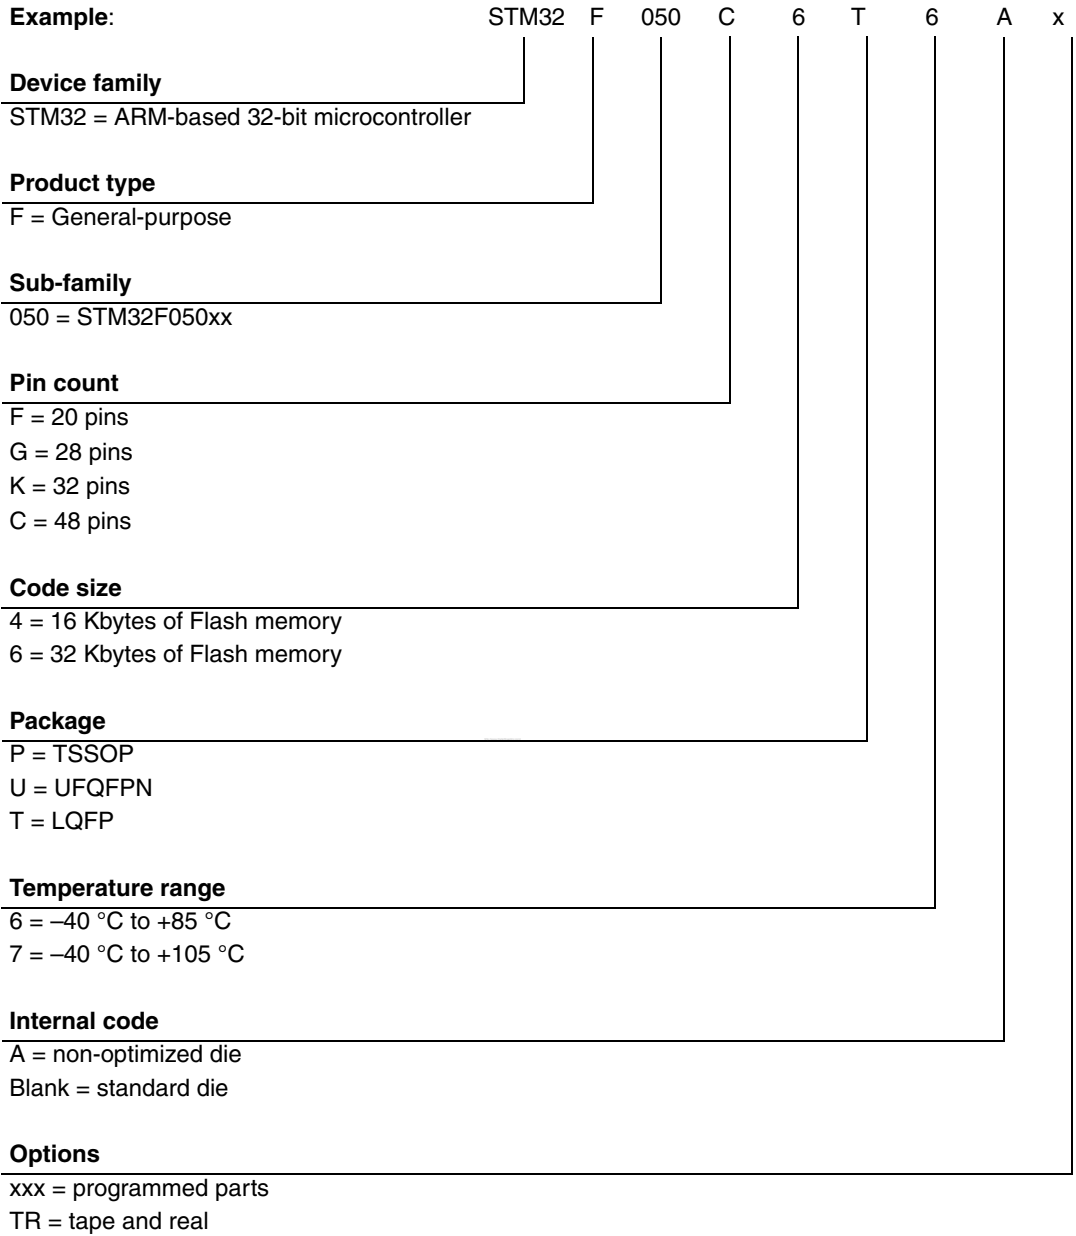 Example: STM32 F 050 C 6 T 6 A x
Device family
STM32 = ARM-based 32-bit microcontroller
Product type
F = General-purpose
Sub-family
050 = STM32F050xx
Pin count
F = 20 pins
G = 28 pins
K = 32 pins
C = 48 pins
Code size
4 = 16 Kbytes of Flash memory
6 = 32 Kbytes of Flash memory
Package
P = TSSOP
U = UFQFPN
T = LQFP
Temperature range
6 = –40 °C to +85 °C
7 = –40 °C to +105 °C
Internal code
A = non-optimized die
Blank = standard die
Options
xxx = programmed parts
TR = tape and real